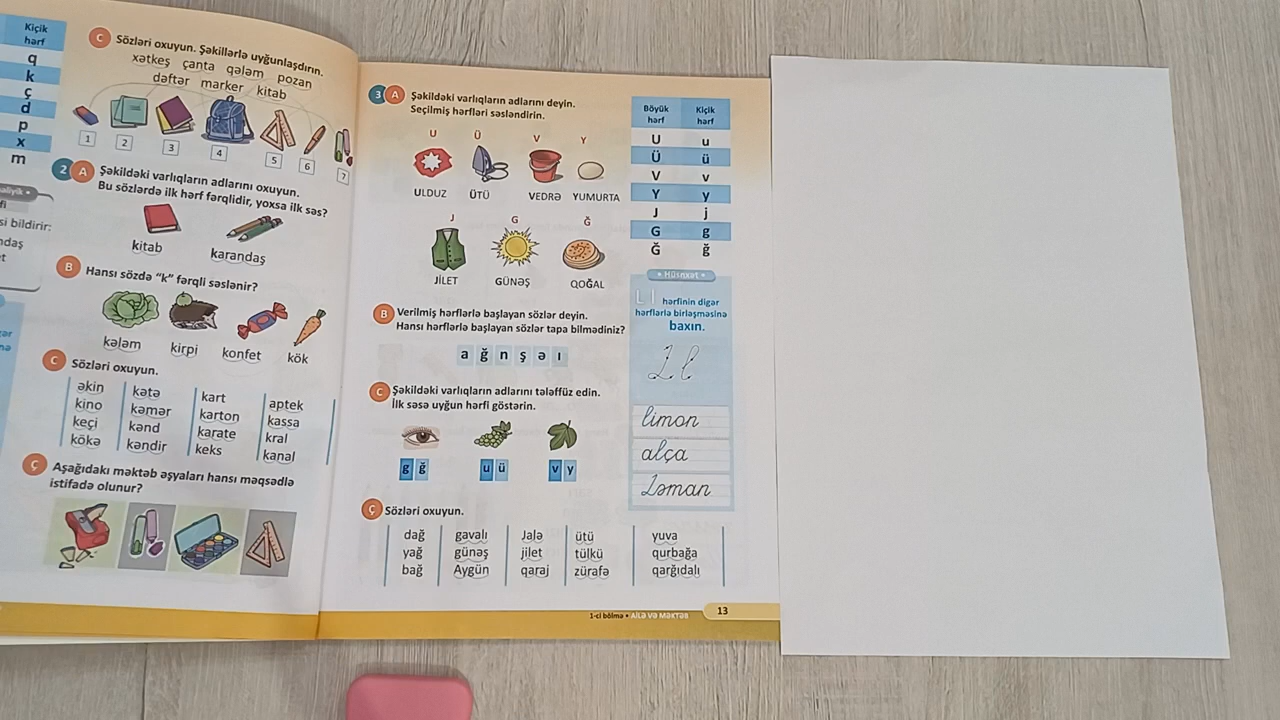 Kiçik
hərf
q
k
ç
d
p
x
m
si bildirir:
C
Sözləri oxuyun. Şəkillərlə uyğunlaşdırın.
xətkeş çanta qələm pozan
dəftər marker kitab
1 2 3 4 5 6 7
2 A Şəkildəki varlıqların adlarını oxuyun.
Bu sözlərdə ilk hərf fərqlidir, yoxsa ilk səs?
kitab karandaş
B Hansı sözdə "k" fərqli səslənir?
kələm kirpi konfet kök
C Sözləri oxuyun.
əkin kətə kart aptek
kino kəmər karton kassa
keçi kənd karate kral
kökə kəndir keks kanal
Ç Aşağıdakı məktəb əşyaları hansı məqsədlə
istifadə olunur?
3 A Şəkildəki varlıqların adlarını deyin.
Seçilmiş hərfləri səsləndirin.
U Ü V Y
ULDUZ ÜTÜ VEDRƏ YUMURTA
J G Ğ
JİLET GÜNƏŞ QOĞAL
B Verilmiş hərflərlə başlayan sözlər deyin.
Hansı hərflərlə başlayan sözlər tapa bilmədiniz?
a ğ n ş ə ı
C Şəkildəki varlıqların adlarını tələffüz edin.
İlk səsə uyğun hərfi göstərin.
g ğ u ü v y
Ç Sözləri oxuyun.
dağ gavalı Jalə ütü yuva
yağ günəş jilet tülkü qurbağa
bağ Aygün qaraj zürafə qarğıdalı
Böyük hərf Kiçik hərf
U u
Ü ü
V v
Y y
J j
G g
Ğ ğ
• Hüsnxət •
L l hərfinin digər
hərflərlə birləşməsinə
baxın.
L l
limon
alça
Ləman
1-ci bölmə • AİLƏ VƏ MƏKTƏB 13